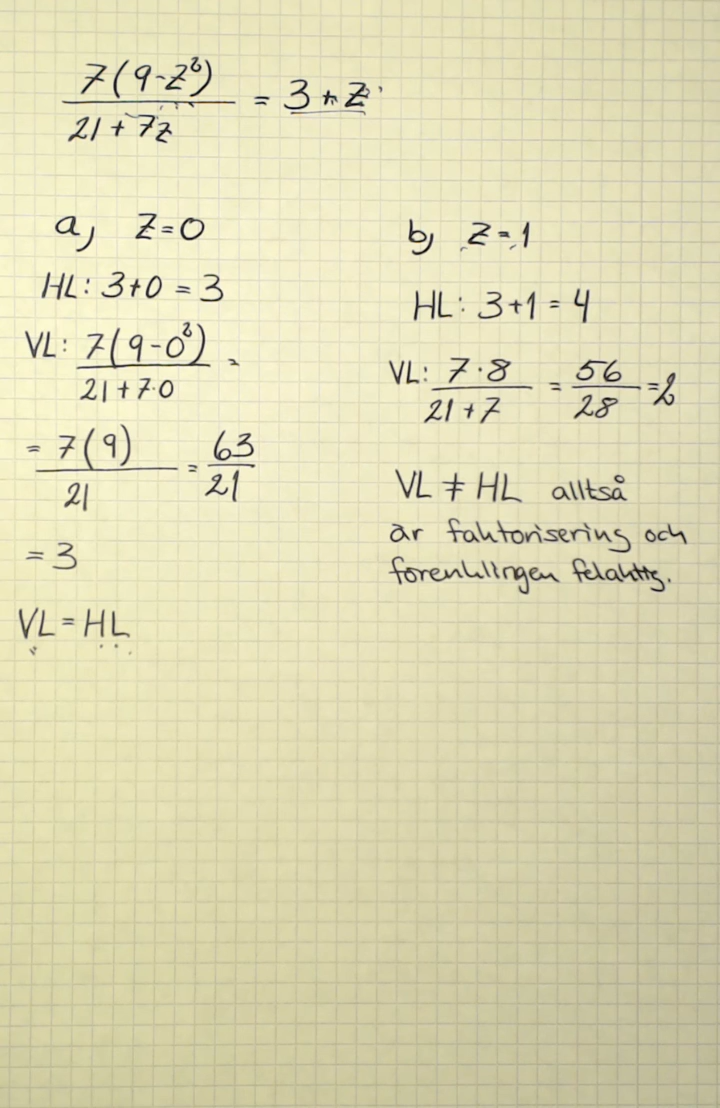 7(9-z²)/(21+7z) = 3+z
a) z=0
HL: 3+0 = 3
VL: 7(9-0²)/(21+7·0) =
= 7(9)/21 = 63/21
= 3
VL = HL
b) z=1
HL: 3+1 = 4
VL: 7·8/(21+7) = 56/28 = 2
VL ≠ HL alltså
är faktorisering och
förenklingen felaktig.